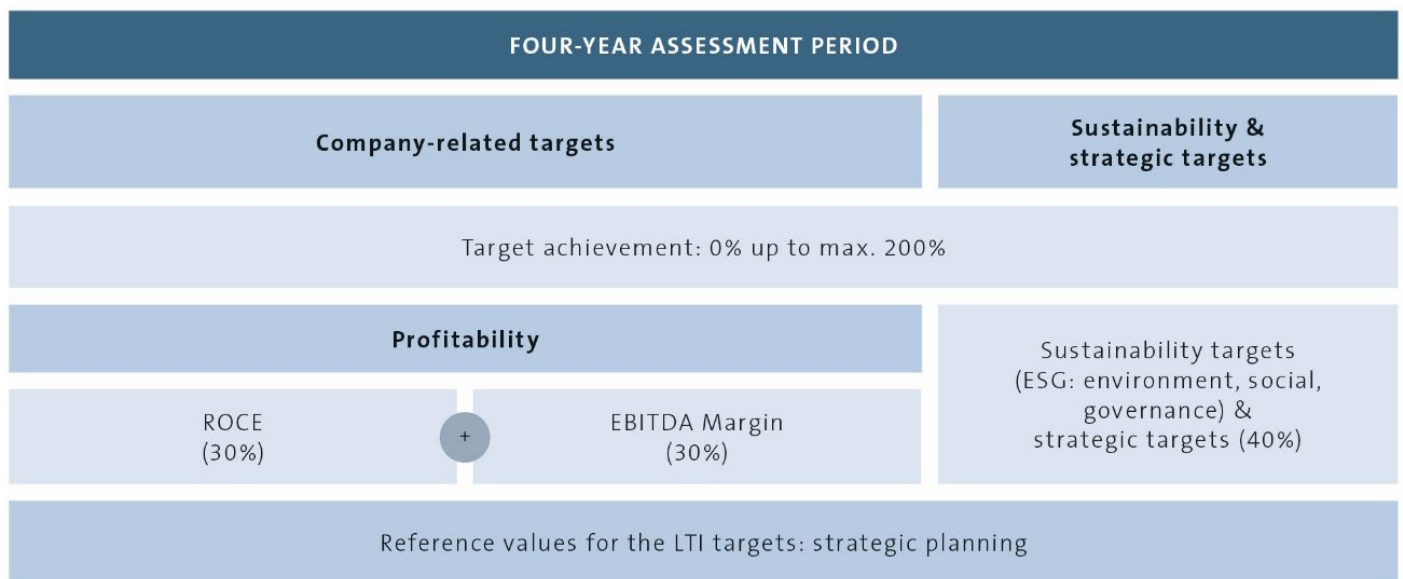 FOUR-YEAR ASSESSMENT PERIOD
Company-related targets
Sustainability &
strategic targets
Target achievement: 0% up to max. 200%
Profitability
ROCE
(30%)
+
EBITDA Margin
(30%)
Sustainability targets
(ESG: environment, social,
governance) &
strategic targets (40%)
Reference values for the LTI targets: strategic planning